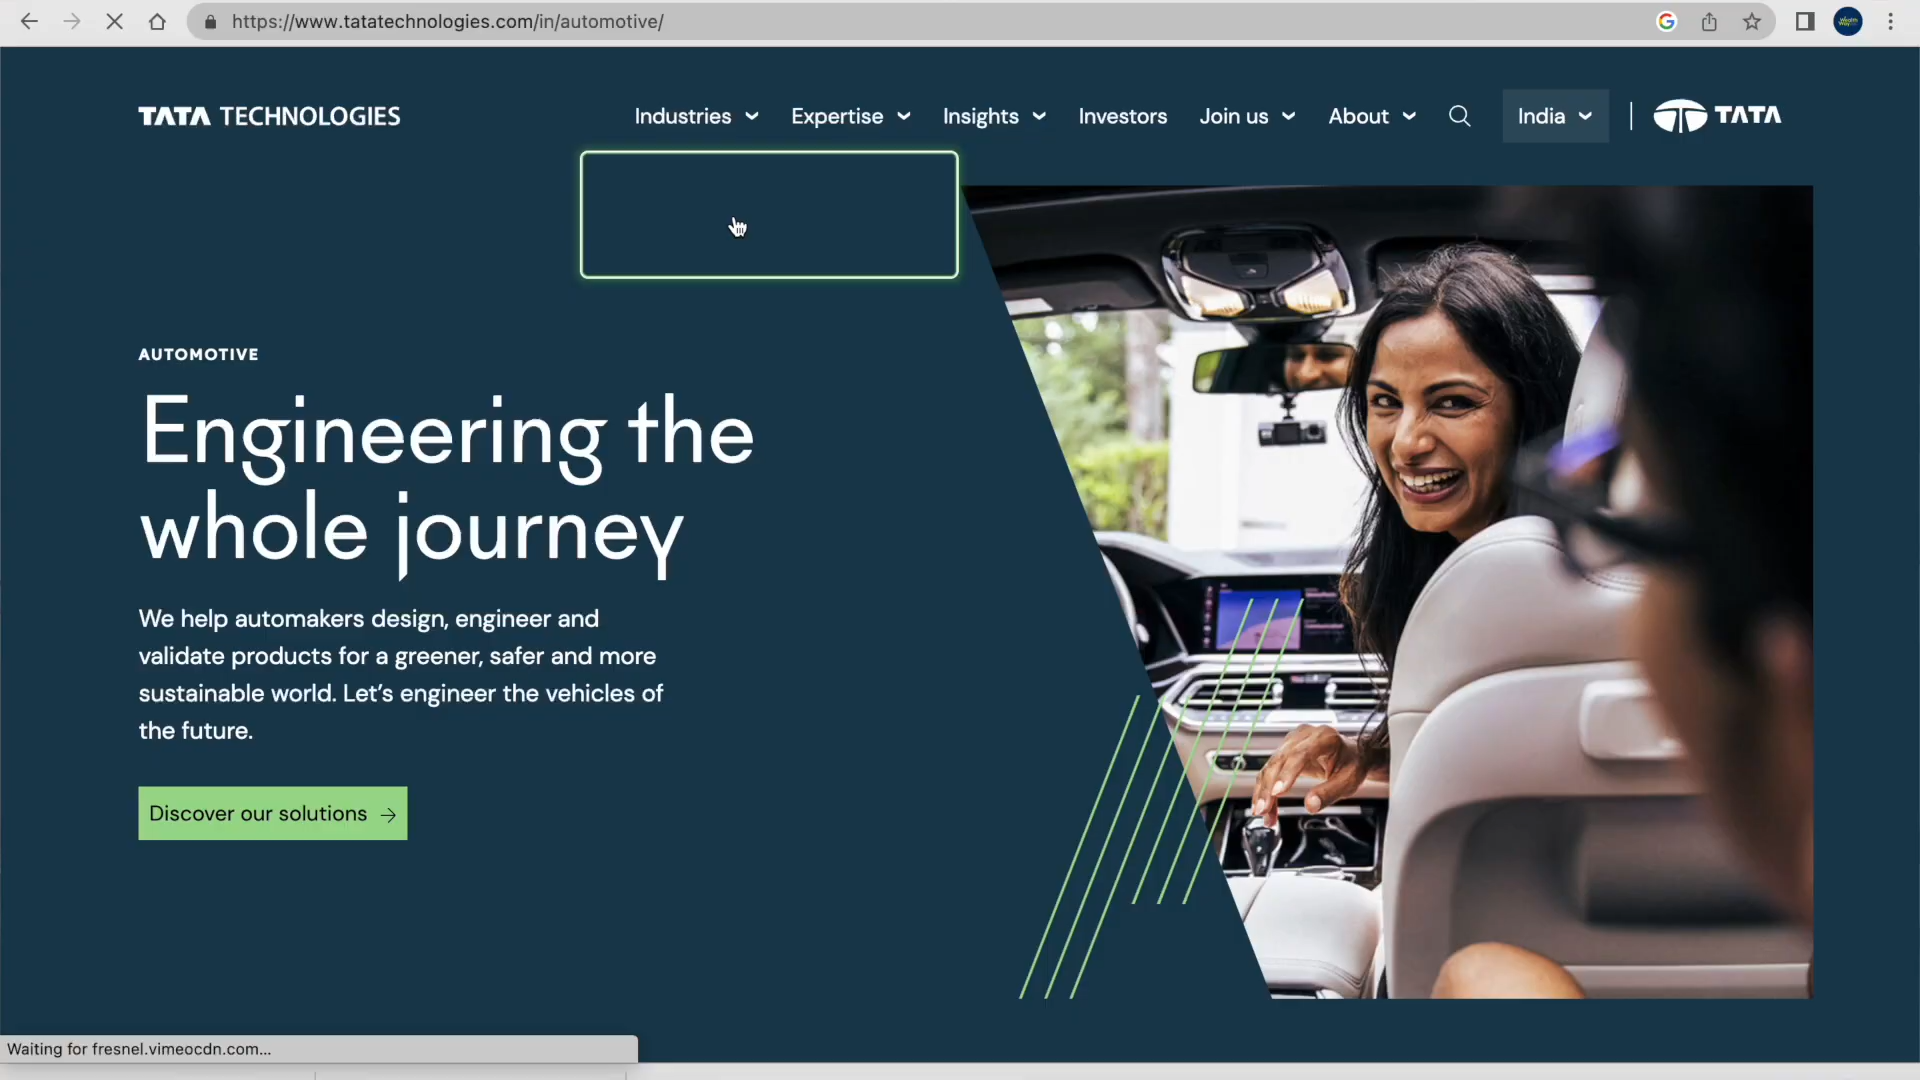 https://www.tatatechnologies.com/in/automotive/
TATA TECHNOLOGIES
Industries
Expertise
Insights
Investors
Join us
About
India
TATA
AUTOMOTIVE
Engineering the
whole journey
We help automakers design, engineer and
validate products for a greener, safer and more
sustainable world. Let’s engineer the vehicles of
the future.
Discover our solutions →
Waiting for fresnel.vimeocdn.com...